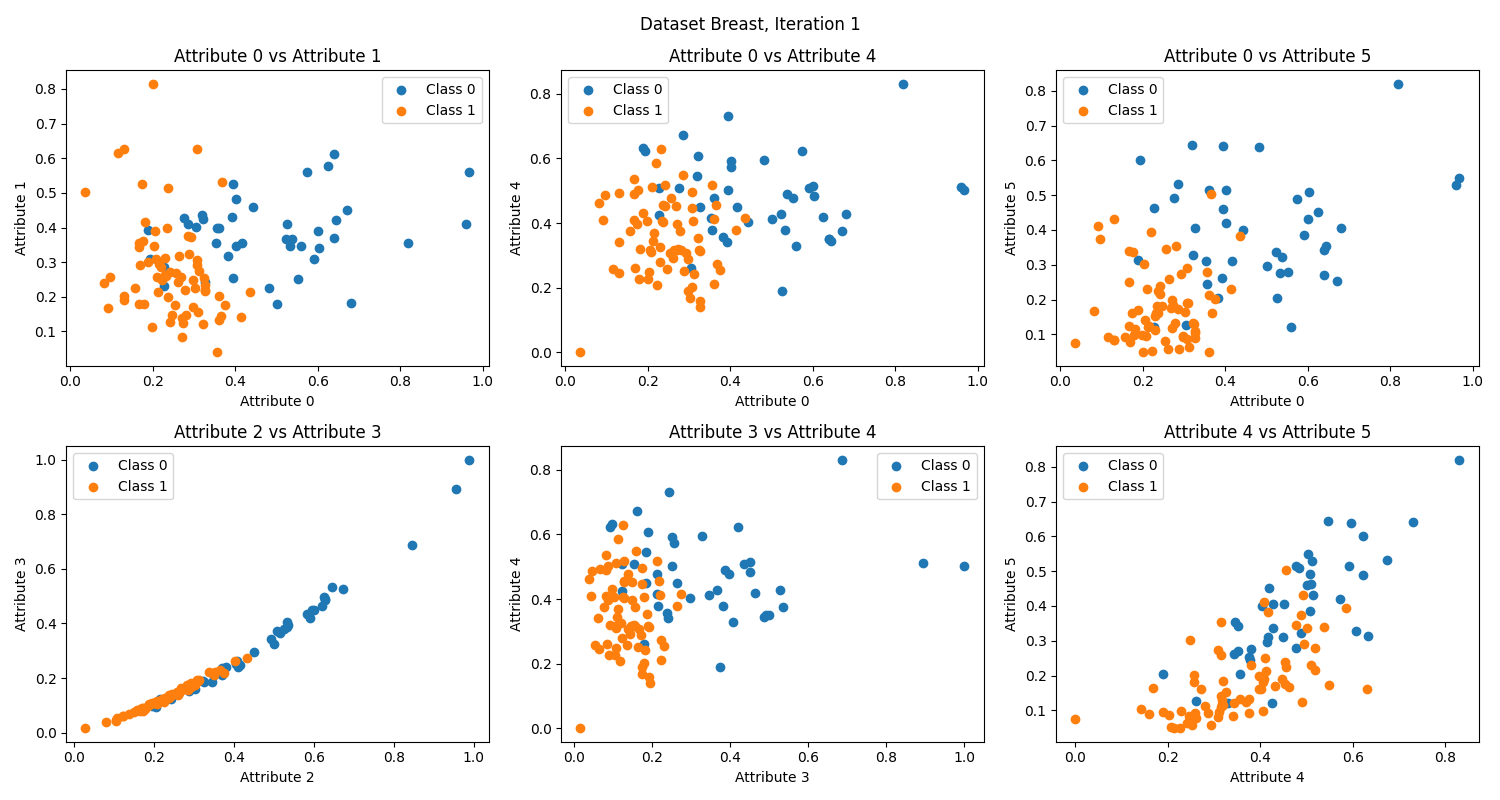 Dataset Breast, Iteration 1
Attribute 0 vs Attribute 1
Class 0
Class 1
0.8
0.7
0.6
0.5
0.4
0.3
0.2
0.1
Attribute 1
0.0 0.2 0.4 0.6 0.8 1.0
Attribute 0
Attribute 0 vs Attribute 4
Class 0
Class 1
0.8
0.6
0.4
0.2
0.0
Attribute 4
0.0 0.2 0.4 0.6 0.8 1.0
Attribute 0
Attribute 0 vs Attribute 5
Class 0
Class 1
0.8
0.7
0.6
0.5
0.4
0.3
0.2
0.1
Attribute 5
0.0 0.2 0.4 0.6 0.8 1.0
Attribute 0
Attribute 2 vs Attribute 3
Class 0
Class 1
1.0
0.8
0.6
0.4
0.2
0.0
Attribute 3
0.0 0.2 0.4 0.6 0.8 1.0
Attribute 2
Attribute 3 vs Attribute 4
Class 0
Class 1
0.8
0.6
0.4
0.2
0.0
Attribute 4
0.0 0.2 0.4 0.6 0.8 1.0
Attribute 3
Attribute 4 vs Attribute 5
Class 0
Class 1
0.8
0.7
0.6
0.5
0.4
0.3
0.2
0.1
Attribute 5
0.0 0.2 0.4 0.6 0.8
Attribute 4